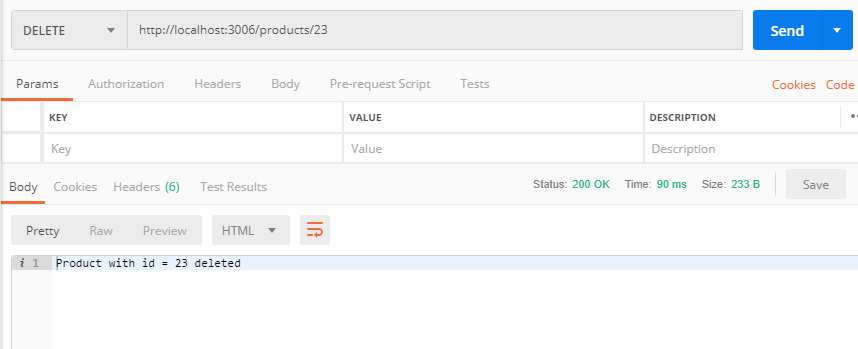 DELETE http://localhost:3006/products/23 Send
Params Authorization Headers Body Pre-request Script Tests Cookies Code
KEY VALUE DESCRIPTION
Key Value Description
Body Cookies Headers (6) Test Results Status: 200 OK Time: 90 ms Size: 233 B Save
Pretty Raw Preview HTML
i 1 Product with id = 23 deleted